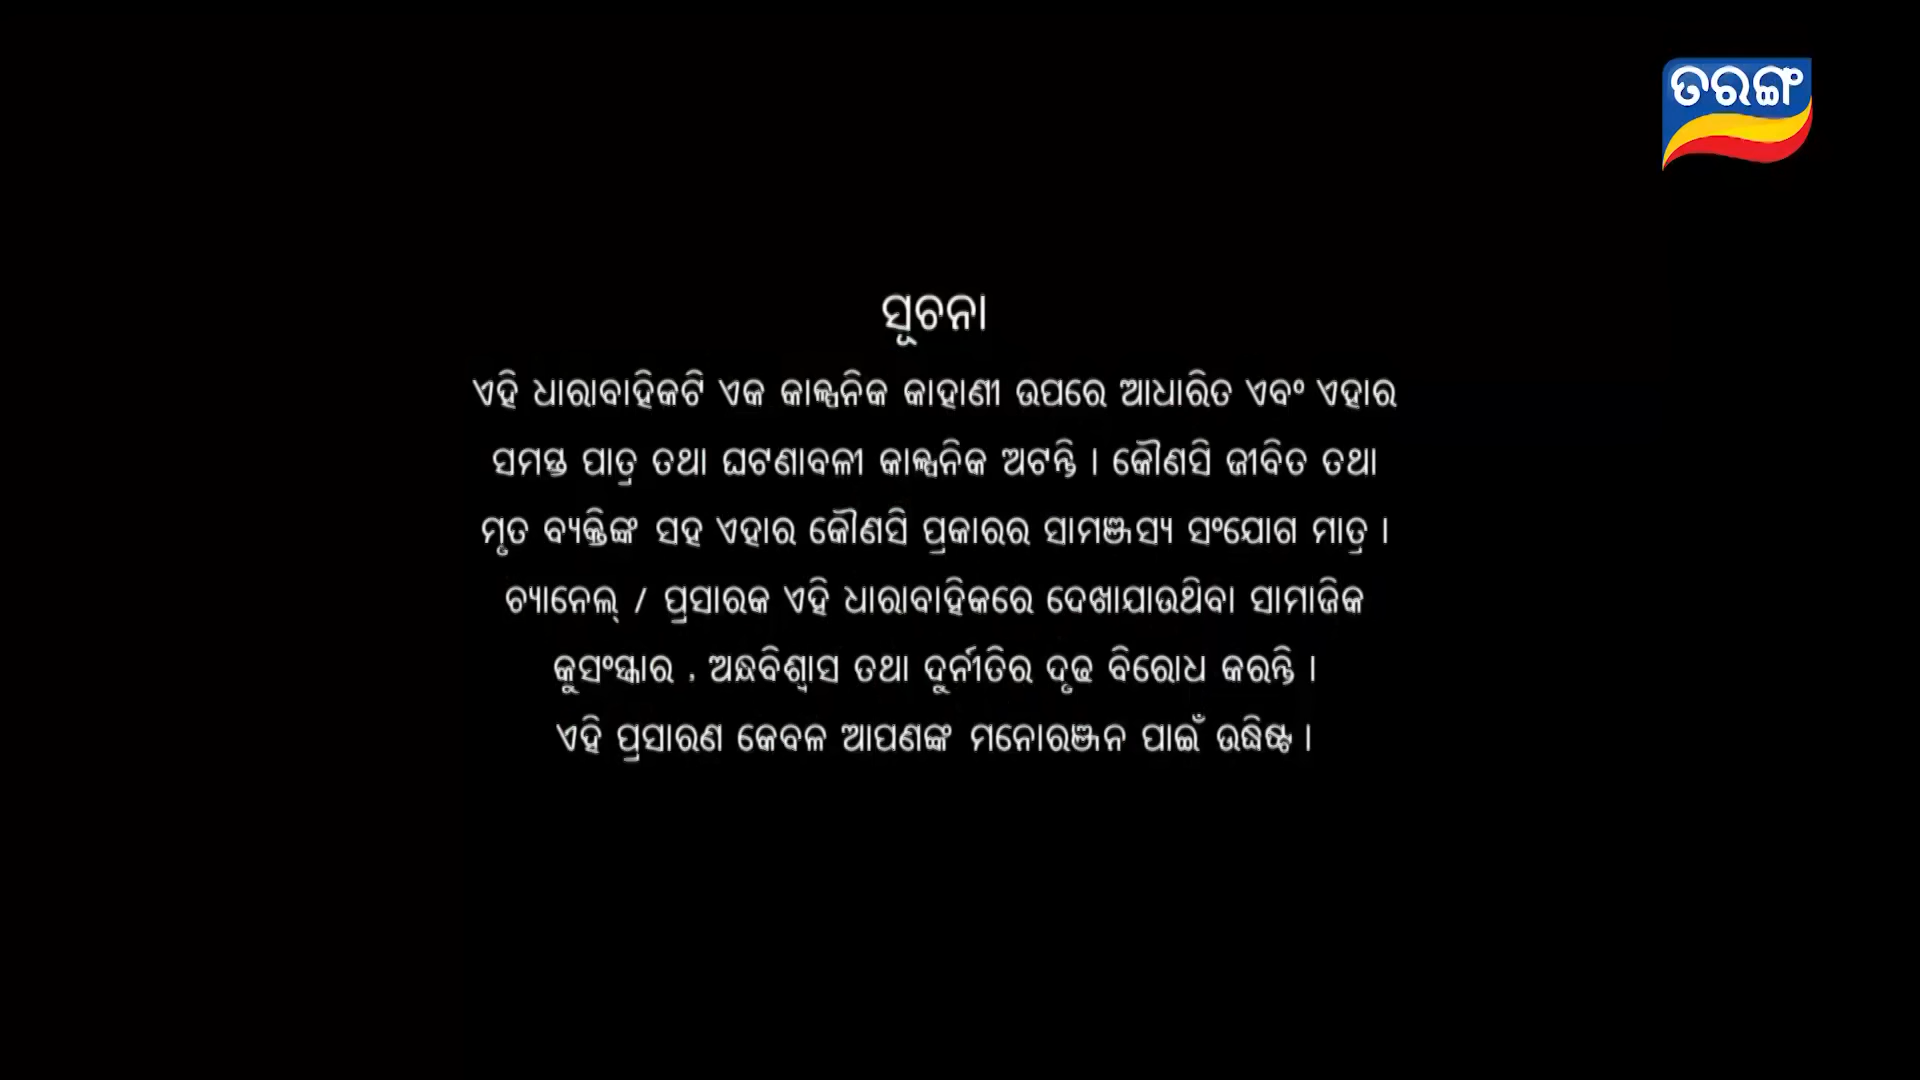 ତରଙ୍ଗ
ସୂଚନା
ଏହି ଧାରାବାହିକଟି ଏକ କାଳ୍ପନିକ କାହାଣୀ ଉପରେ ଆଧାରିତ ଏବଂ ଏହାର
ସମସ୍ତ ପାତ୍ର ତଥା ଘଟଣାବଳୀ କାଳ୍ପନିକ ଅଟନ୍ତି । କୌଣସି ଜୀବିତ ତଥା
ମୃତ ବ୍ୟକ୍ତିଙ୍କ ସହ ଏହାର କୌଣସି ପ୍ରକାରର ସାମଞ୍ଜସ୍ୟ ସଂଯୋଗ ମାତ୍ର ।
ଚ୍ୟାନେଲ୍ / ପ୍ରସାରକ ଏହି ଧାରାବାହିକରେ ଦେଖାଯାଉଥିବା ସାମାଜିକ
କୁସଂସ୍କାର , ଅନ୍ଧବିଶ୍ୱାସ ତଥା ଦୁର୍ନୀତିର ଦୃଢ ବିରୋଧ କରନ୍ତି ।
ଏହି ପ୍ରସାରଣ କେବଳ ଆପଣଙ୍କ ମନୋରଞ୍ଜନ ପାଇଁ ଉଦ୍ଧିଷ୍ଟ ।